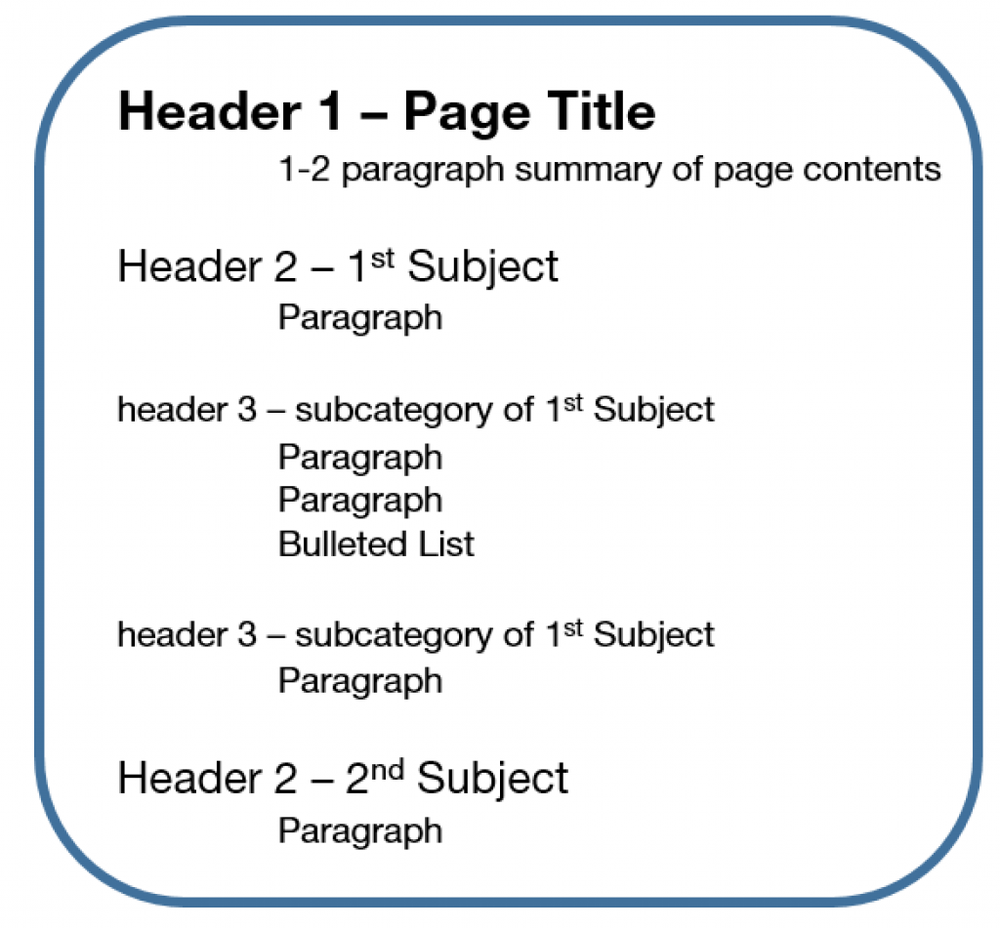 Header 1 – Page Title
1-2 paragraph summary of page contents
Header 2 – 1st Subject
Paragraph
header 3 – subcategory of 1st Subject
Paragraph
Paragraph
Bulleted List
header 3 – subcategory of 1st Subject
Paragraph
Header 2 – 2nd Subject
Paragraph